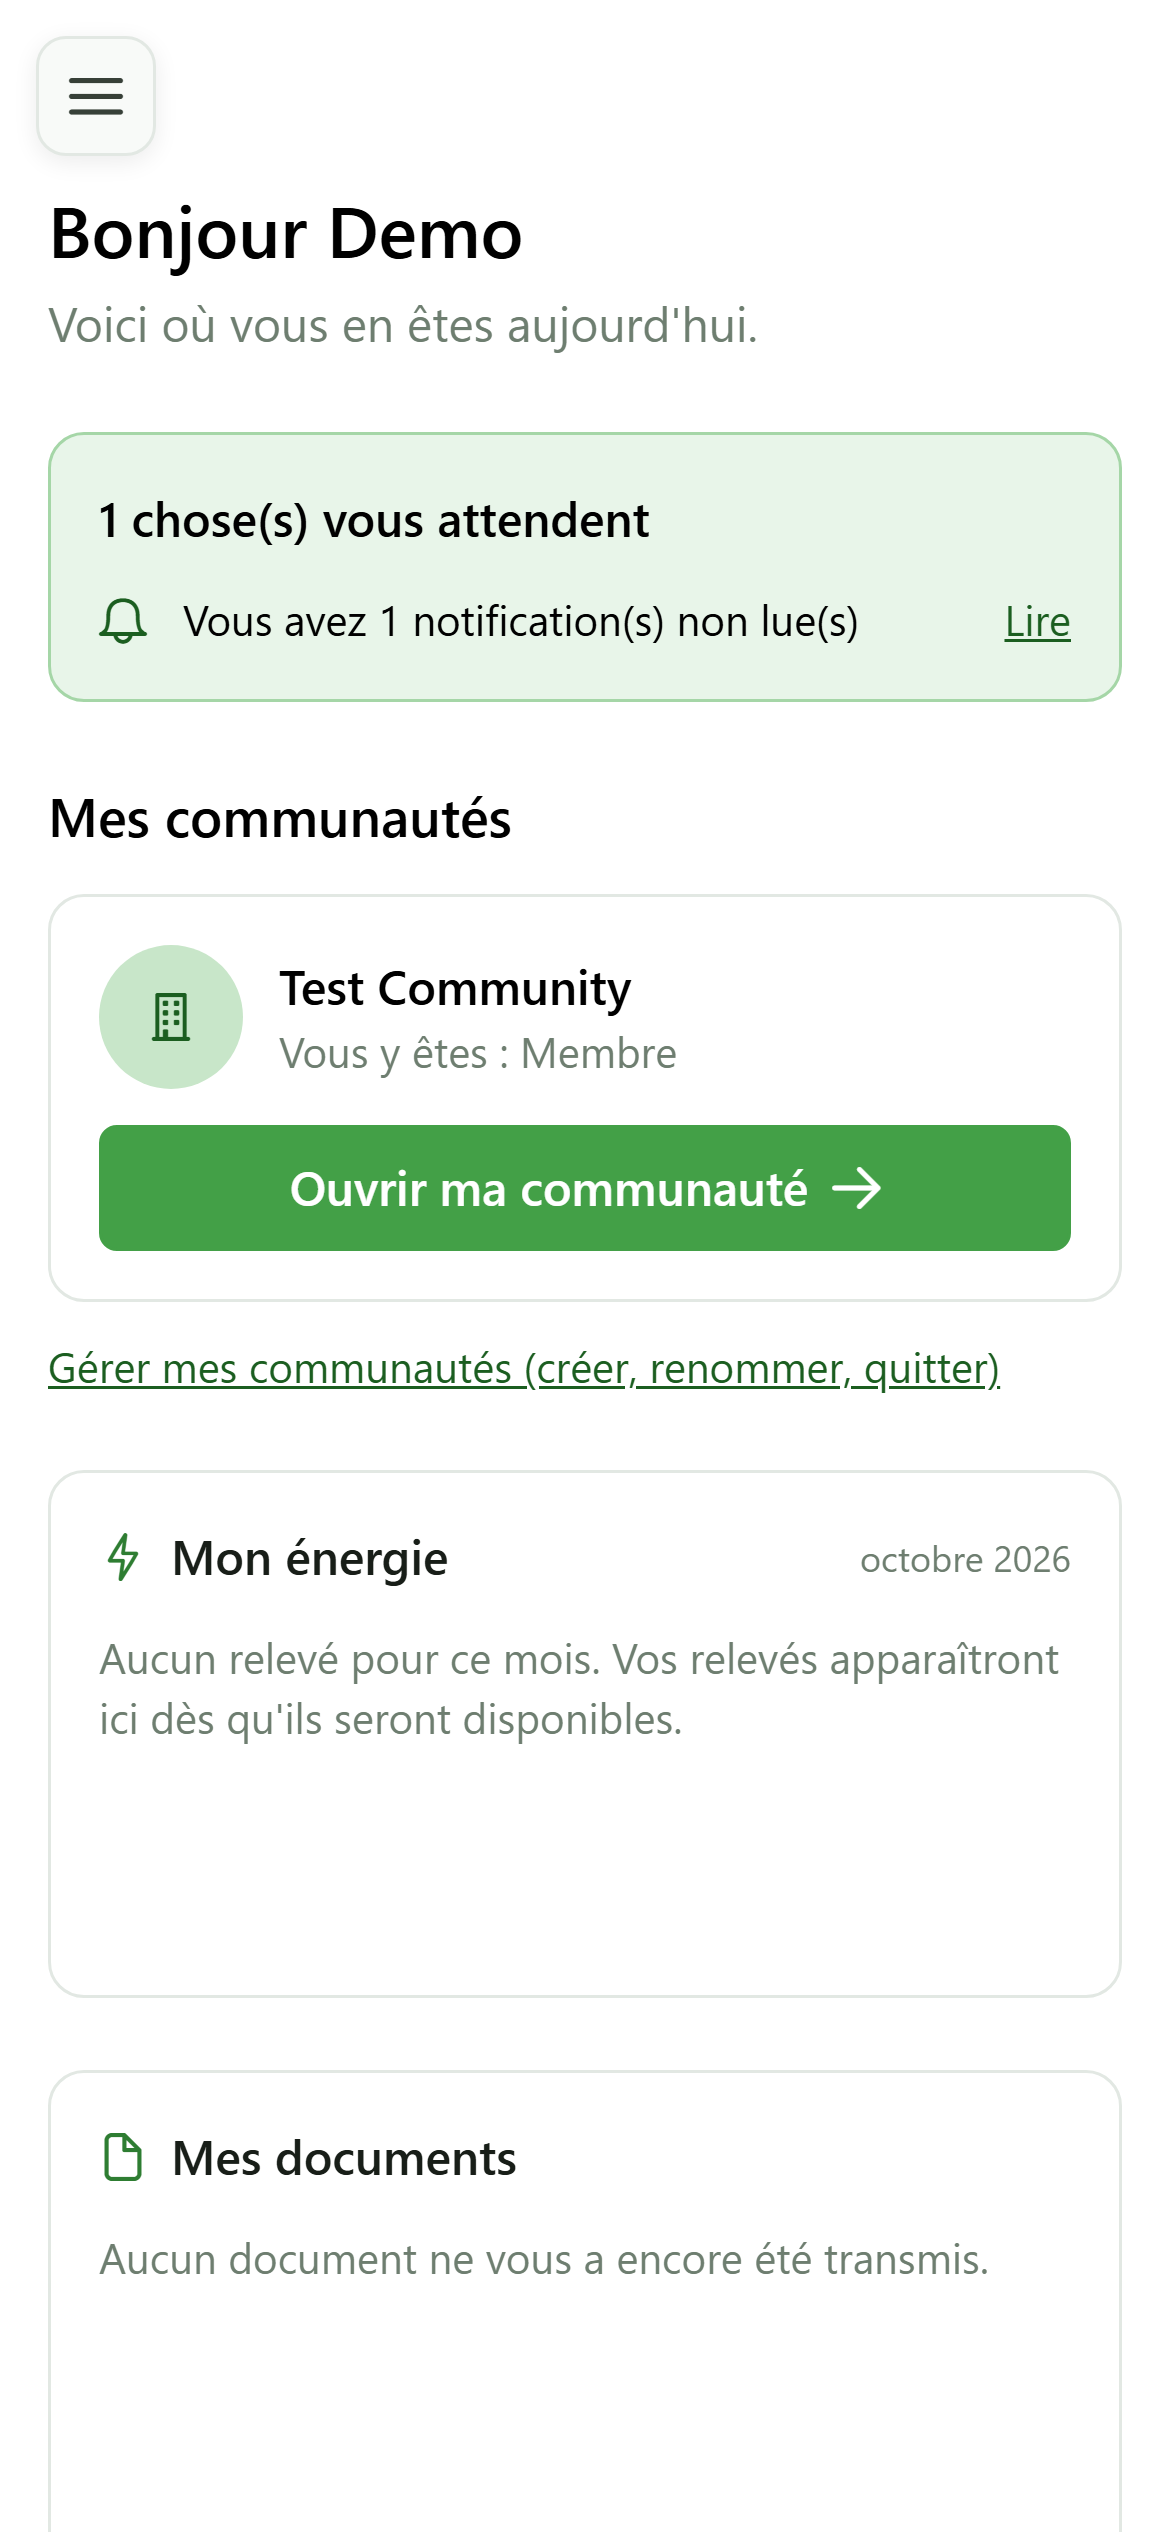 Bonjour Demo
Voici où vous en êtes aujourd'hui.
1 chose(s) vous attendent
Vous avez 1 notification(s) non lue(s) Lire
Mes communautés
Test Community
Vous y êtes : Membre
Ouvrir ma communauté →
Gérer mes communautés (créer, renommer, quitter)
Mon énergie octobre 2026
Aucun relevé pour ce mois. Vos relevés apparaîtront
ici dès qu'ils seront disponibles.
Mes documents
Aucun document ne vous a encore été transmis.